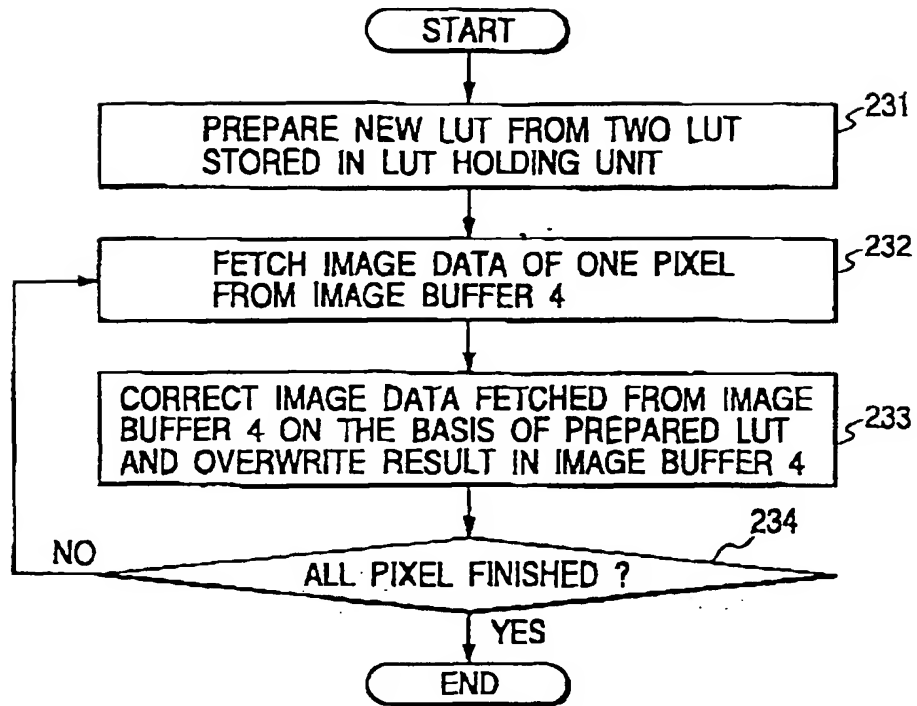 START
PREPARE NEW LUT FROM TWO LUT
STORED IN LUT HOLDING UNIT
231
FETCH IMAGE DATA OF ONE PIXEL
FROM IMAGE BUFFER 4
232
CORRECT IMAGE DATA FETCHED FROM IMAGE
BUFFER 4 ON THE BASIS OF PREPARED LUT
AND OVERWRITE RESULT IN IMAGE BUFFER 4
233
234
NO
ALL PIXEL FINISHED ?
YES
END